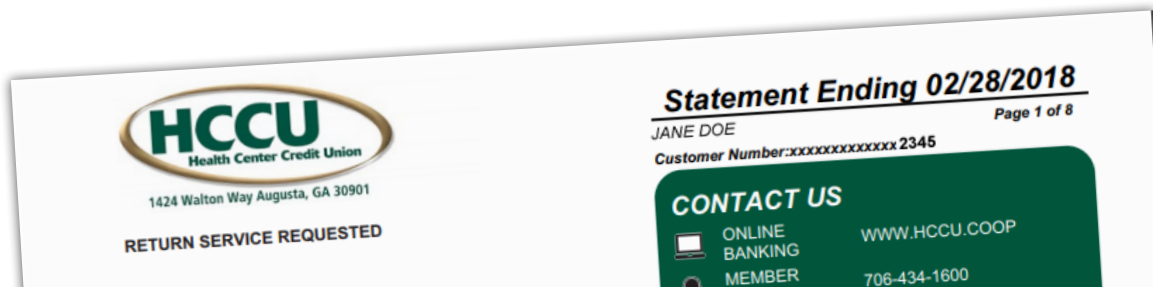 HCCU
Health Center Credit Union
1424 Walton Way Augusta, GA 30901
RETURN SERVICE REQUESTED
Statement Ending 02/28/2018
JANE DOE
Page 1 of 8
Customer Number:xxxxxxxxxxxxx2345
CONTACT US
ONLINE
BANKING
WWW.HCCU.COOP
MEMBER
706-434-1600